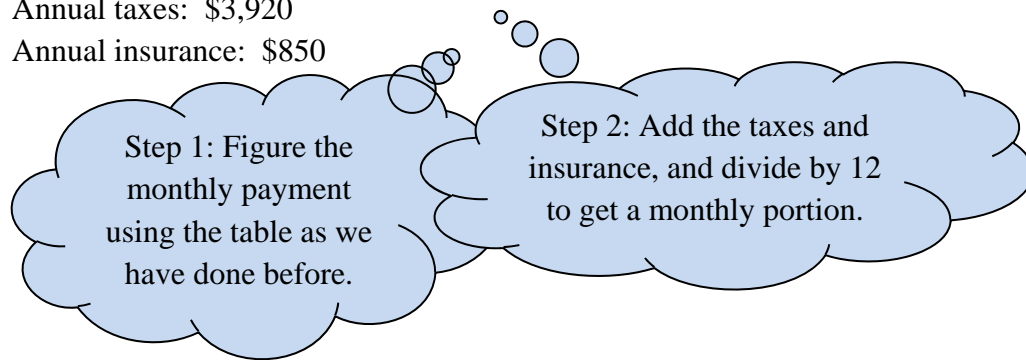 Annual taxes: $3,920
Annual insurance: $850
Step 1: Figure the
monthly payment
using the table as we
have done before.
Step 2: Add the taxes and
insurance, and divide by 12
to get a monthly portion.